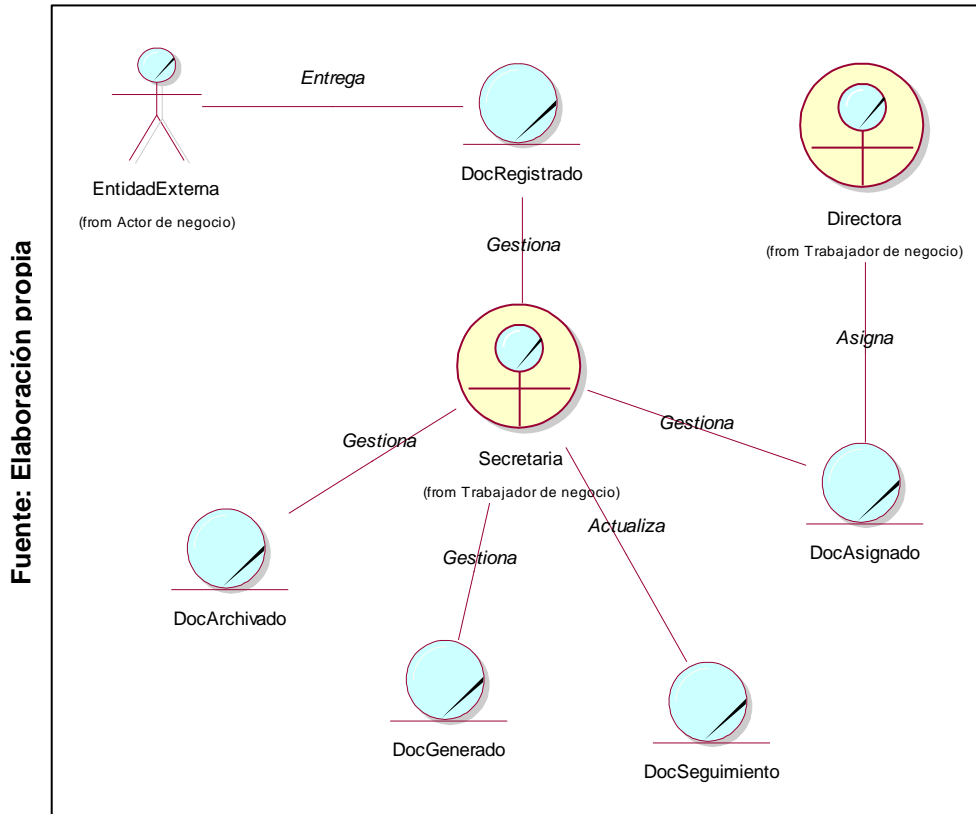 Fuente: Elaboración propia
Entrega
EntidadExterna
(from Actor de negocio)
DocRegistrado
Directora
(from Trabajador de negocio)
Gestiona
Asigna
Secretaria
(from Trabajador de negocio)
Gestiona
Gestiona
DocArchivado
Gestiona
Actualiza
DocAsignado
DocGenerado
DocSeguimiento